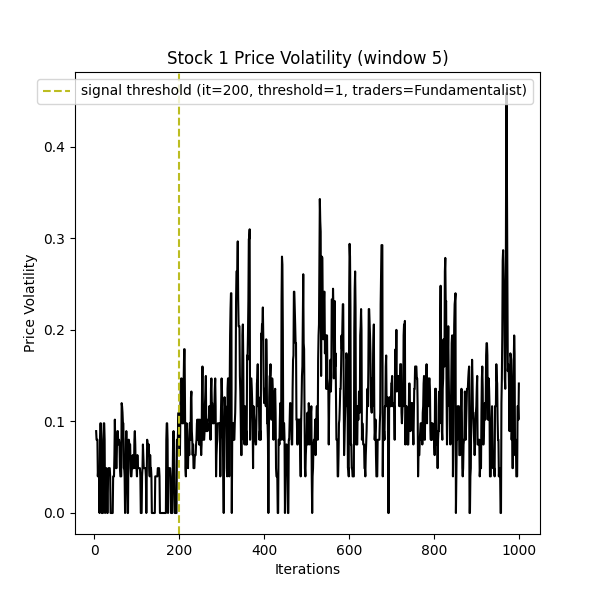 Stock 1 Price Volatility (window 5)
signal threshold (it=200, threshold=1, traders=Fundamentalist)
0.4
0.3
0.2
0.1
0.0
Price Volatility
0 200 400 600 800 1000
Iterations